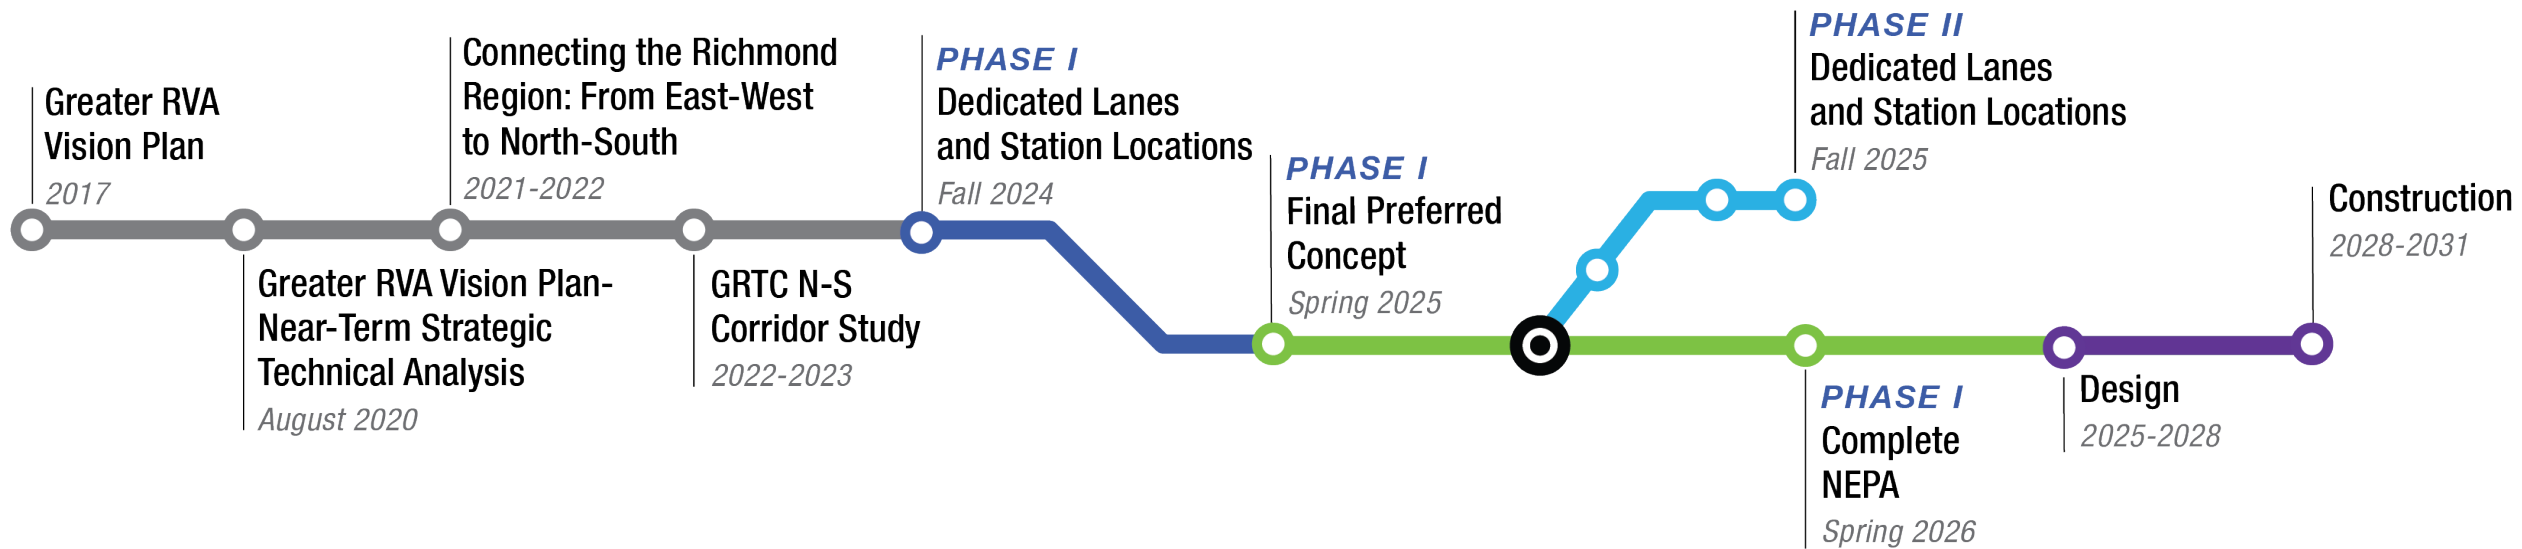 Greater RVA
Vision Plan
2017
Greater RVA Vision Plan-
Near-Term Strategic
Technical Analysis
August 2020
Connecting the Richmond
Region: From East-West
to North-South
2021-2022
GRTC N-S
Corridor Study
2022-2023
PHASE I
Dedicated Lanes
and Station Locations
Fall 2024
PHASE I
Final Preferred
Concept
Spring 2025
PHASE II
Dedicated Lanes
and Station Locations
Fall 2025
PHASE I
Complete
NEPA
Spring 2026
Design
2025-2028
Construction
2028-2031